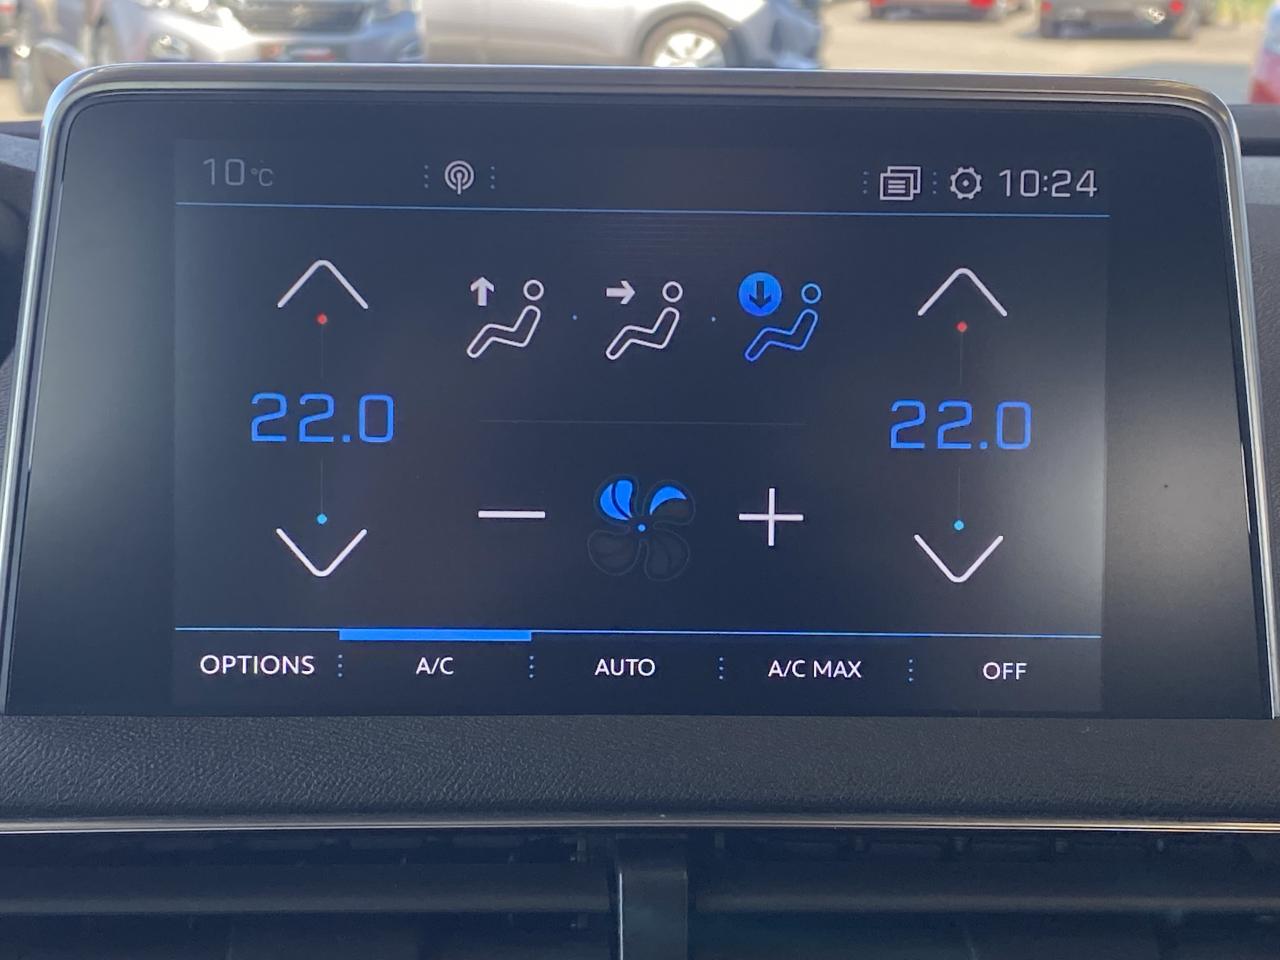 10°C
10:24
22.0
22.0
OPTIONS
A/C
AUTO
A/C MAX
OFF